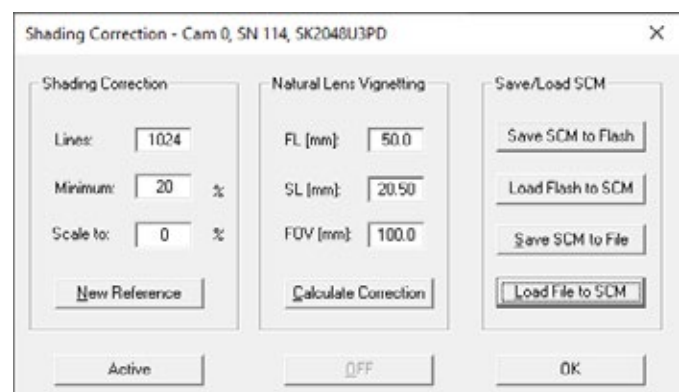 Shading Correction - Cam 0, SN 114, SK2048U3PD
Shading Correction
Lines: 1024
Minimum: 20 %
Scale to: 0 %
New Reference
Natural Lens Vignetting
FL [mm]: 50.0
SL [mm]: 20.50
FOV [mm]: 100.0
Calculate Correction
Save/Load SCM
Save SCM to Flash
Load Flash to SCM
Save SCM to File
Load File to SCM
Active
OFF
OK